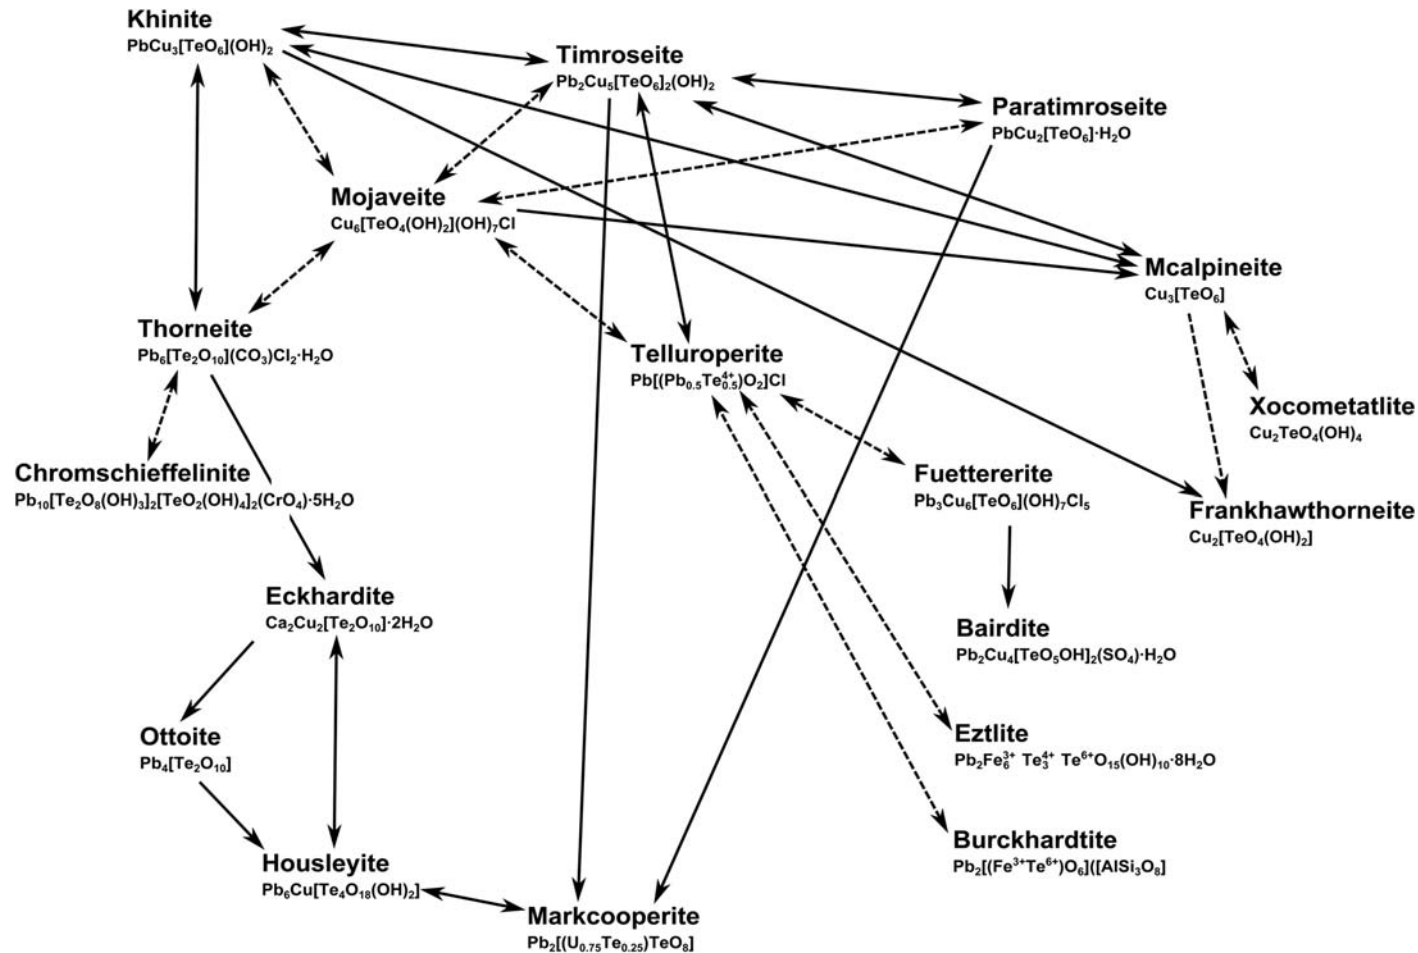 Khinite
PbCu₃[TeO₆](OH)₂
Timroseite
Pb₂Cu₅[TeO₆]₂(OH)₂
Paratimroseite
PbCu₂[TeO₆]·H₂O
Mojaveite
Cu₆[TeO₄(OH)₂](OH)₇Cl
Mcalpineite
Cu₃[TeO₆]
Thorneite
Pb₆[Te₂O₁₀](CO₃)Cl₂·H₂O
Telluroperite
Pb[(Pb₀.₅Te⁴⁺₀.₅)O₂]Cl
Xocometatlite
Cu₂TeO₄(OH)₄
Chromschieffelinite
Pb₁₀[Te₂O₈(OH)₃]₂[TeO₂(OH)₄]₂(CrO₄)·5H₂O
Fuettererite
Pb₃Cu₆[TeO₆](OH)₇Cl₅
Frankhawthorneite
Cu₂[TeO₄(OH)₂]
Eckhardite
Ca₂Cu₂[Te₂O₁₀]·2H₂O
Bairdite
Pb₂Cu₄[TeO₅OH]₂(SO₄)·H₂O
Ottoite
Pb₄[Te₂O₁₀]
Eztlite
Pb₂Fe³⁺₆ Te⁴⁺₃ Te⁶⁺O₁₅(OH)₁₀·8H₂O
Burckhardtite
Pb₂[(Fe³⁺Te⁶⁺)O₆]([AlSi₃O₈]
Housleyite
Pb₆Cu[Te₄O₁₈(OH)₂]
Markcooperite
Pb₂[(U₀.₇₅Te₀.₂₅)TeO₈]